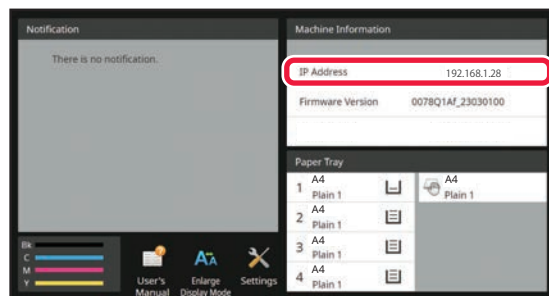 Notification
There is no notification.
Machine Information
IP Address 192.168.1.28
Firmware Version 0078Q1Af_23030100
Paper Tray
1 A4
Plain 1
A4
Plain 1
2 A4
Plain 1
3 A4
Plain 1
4 A4
Plain 1
Bk
C
M
Y
User's
Manual
AA
Enlarge
Display Mode
Settings